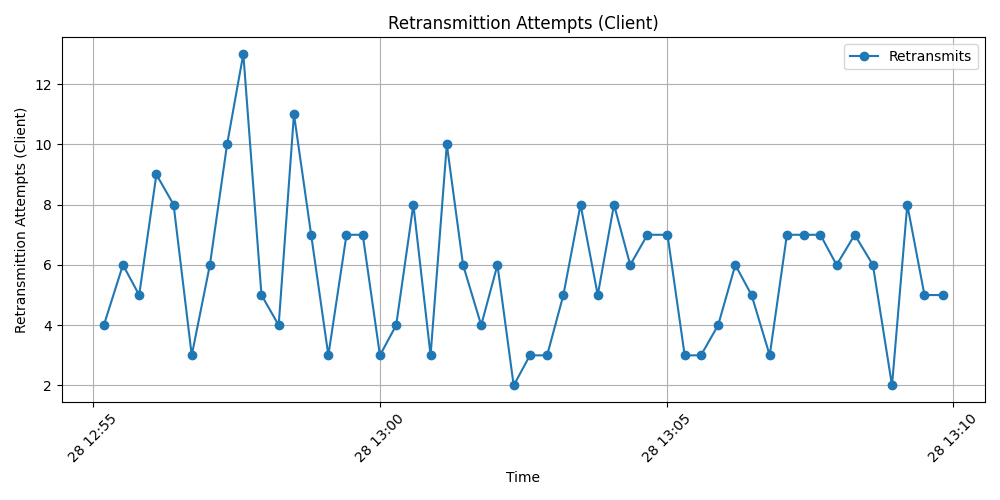 Retransmittion Attempts (Client)
Retransmits
Retransmittion Attempts (Client)
12
10
8
6
4
2
28 12:55
28 13:00
28 13:05
28 13:10
Time